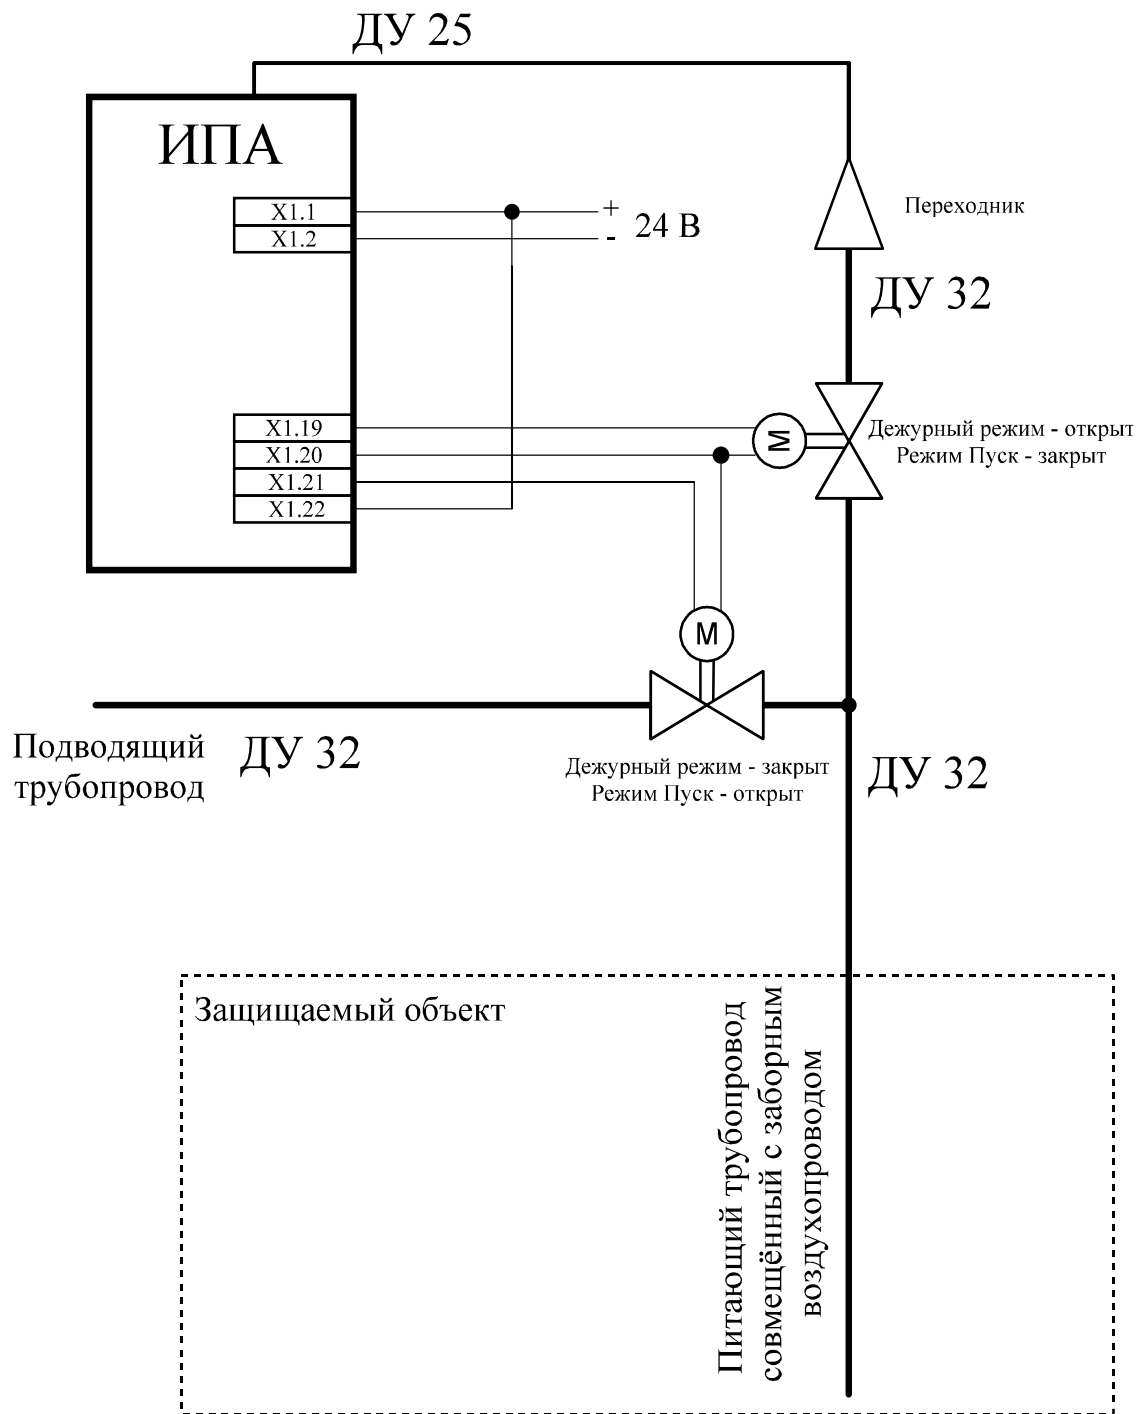 ДУ 25
ИПА
X1.1
X1.2
+
-
24 В
Переходник
ДУ 32
X1.19
X1.20
X1.21
X1.22
М
Дежурный режим - открыт
Режим Пуск - закрыт
М
Подводящий
трубопровод
ДУ 32
Дежурный режим - закрыт
Режим Пуск - открыт
ДУ 32
Защищаемый объект
Питающий трубопровод
совмещённый с заборным
воздухопроводом